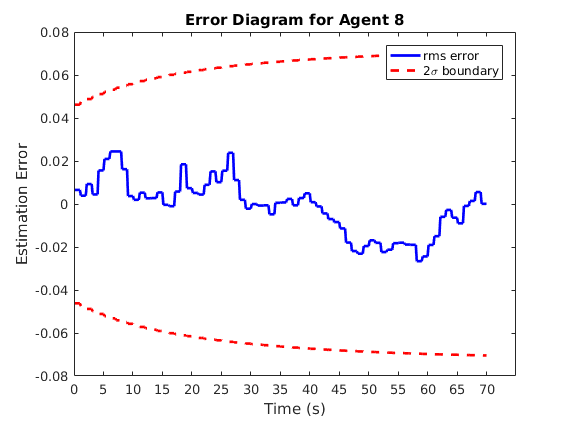 Error Diagram for Agent 8
0.08
0.06
0.04
0.02
0
-0.02
-0.04
-0.06
-0.08
Estimation Error
rms error
2σ boundary
0 5 10 15 20 25 30 35 40 45 50 55 60 65 70
Time (s)